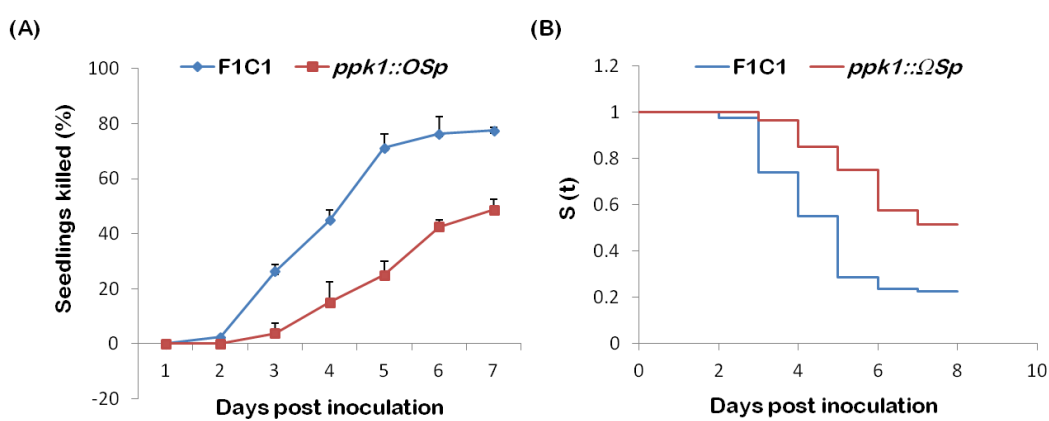 (A)
F1C1 ppk1::OSp
Seedlings killed (%)
100
80
60
40
20
0
-20
1 2 3 4 5 6 7
Days post inoculation
(B)
F1C1 ppk1::ΩSp
S (t)
1.2
1
0.8
0.6
0.4
0.2
0 2 4 6 8 10
Days post inoculation